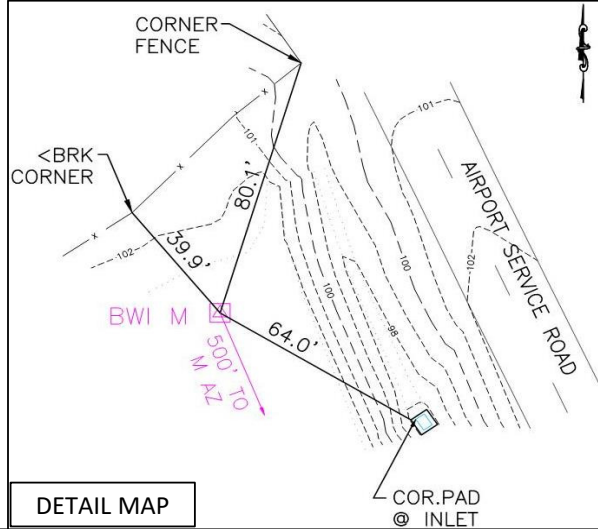 CORNER
FENCE
<BRK
CORNER
x
x
x
101
102
80.1'
39.9'
BWI M
500' TO
M AZ
64.0'
100
98
100
101
102
AIRPORT SERVICE ROAD
COR.PAD
@ INLET
DETAIL MAP